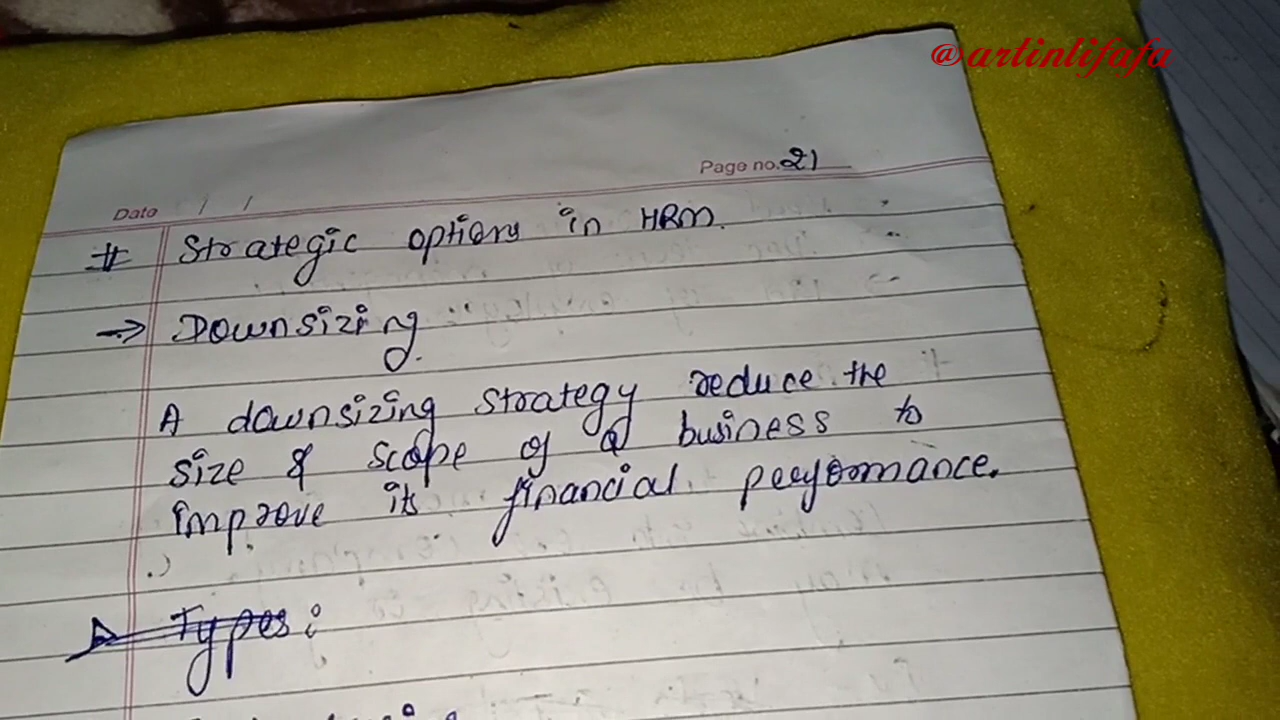 @artinlifafa
Page no. 21
Date / /
# Strategic options in HRM.
→ Downsizing.
A downsizing strategy reduce the
size & scope of a business to
improve its financial performance.
Types: